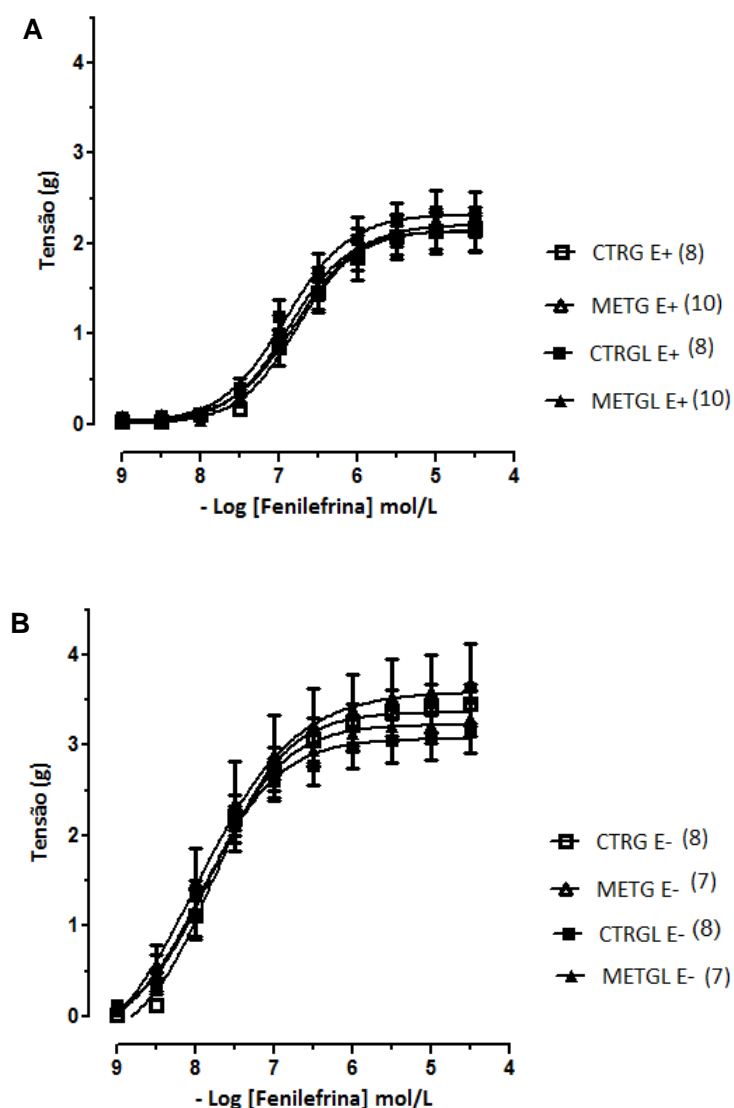 A
4
3
2
1
0
Tensão (g)
9 8 7 6 5 4
- Log [Fenilefrina] mol/L
CTRG E+ (8)
METG E+ (10)
CTRGL E+ (8)
METGL E+ (10)
B
4
3
2
1
0
Tensão (g)
9 8 7 6 5 4
- Log [Fenilefrina] mol/L
CTRG E- (8)
METG E- (7)
CTRGL E- (8)
METGL E- (7)